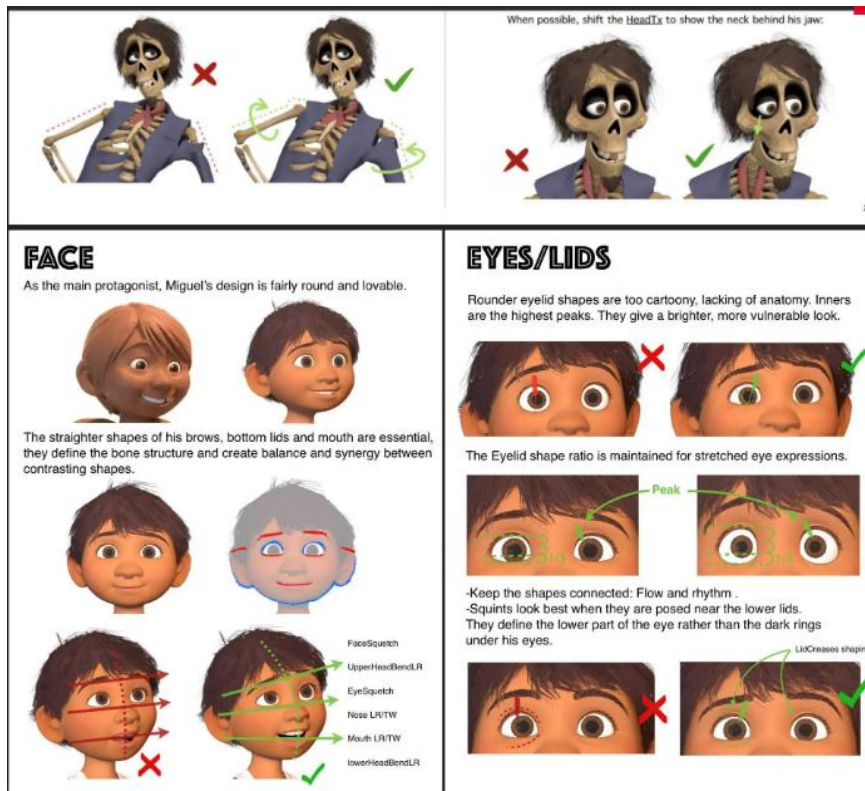 When possible, shift the HeadTx to show the neck behind his jaw:
FACE
As the main protagonist, Miguel's design is fairly round and lovable.
The straighter shapes of his brows, bottom lids and mouth are essential,
they define the bone structure and create balance and synergy between
contrasting shapes.
FaceSquetch
UpperHeadBendLR
EyeSquetch
Nose LR/TW
Mouth LR/TW
lowerHeadBendLR
EYES/LIDS
Rounder eyelid shapes are too cartoony, lacking of anatomy. Inners
are the highest peaks. They give a brighter, more vulnerable look.
The Eyelid shape ratio is maintained for stretched eye expressions.
Peak
1/3
1/3
-Keep the shapes connected: Flow and rhythm .
-Squints look best when they are posed near the lower lids.
They define the lower part of the eye rather than the dark rings
under his eyes.
LidCreases shaping